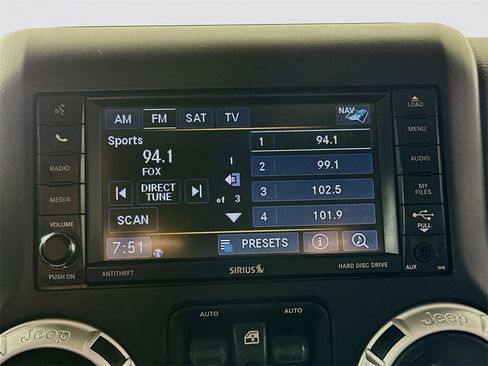 AM FM SAT TV NAV
Sports
94.1
FOX
DIRECT
TUNE
SCAN
7:51
1
of 3
1 94.1
2 99.1
3 102.5
4 101.9
PRESETS
RADIO
MEDIA
VOLUME
PUSH ON
LOAD
MENU
AUDIO
MY
FILES
PULL
AUX RHB
ANTITHEFT SIRIUS HARD DISC DRIVE
AUTO AUTO
Jeep Jeep